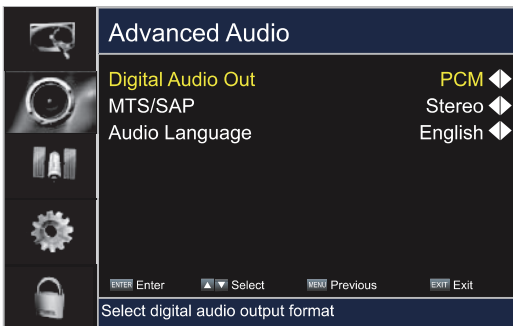 Advanced Audio
Digital Audio Out PCM
MTS/SAP Stereo
Audio Language English
ENTER Enter ▲ ▼ Select MENU Previous EXIT Exit
Select digital audio output format